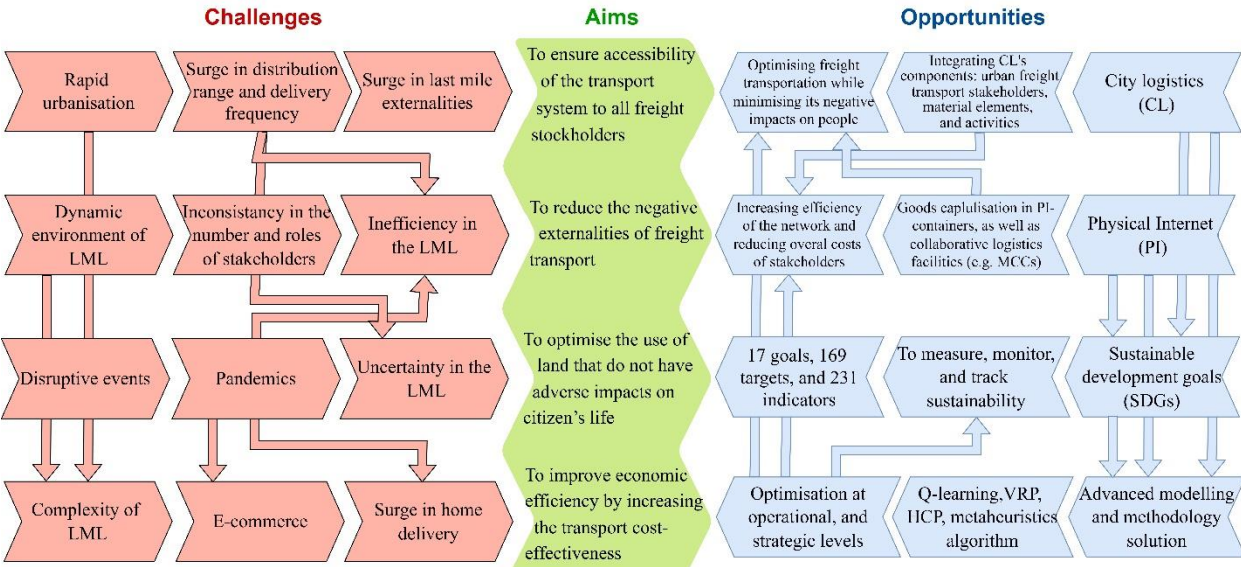 Challenges
Aims
Opportunities
Rapid
urbanisation
Surge in distribution
range and delivery
frequency
Surge in last mile
externalities
To ensure accessibility
of the transport
system to all freight
stockholders
Optimising freight
transportation while
minimising its negative
impacts on people
Integrating CL's
components: urban freight
transport stakeholders,
material elements,
and activities
City logistics
(CL)
Dynamic
environment of
LML
Inconsistancy in the
number and roles
of stakeholders
Inefficiency in
the LML
To reduce the negative
externalities of freight
transport
Increasing efficiency
of the network and
reducing overal costs
of stakeholders
Goods caplulisation in PI-
containers, as well as
collaborative logistics
facilities (e.g. MCCs)
Physical Internet
(PI)
Disruptive events
Pandemics
Uncertainty in the
LML
To optimise the use of
land that do not have
adverse impacts on
citizen's life
17 goals, 169
targets, and 231
indicators
To measure, monitor,
and track
sustainability
Sustainable
development goals
(SDGs)
Complexity of
LML
E-commerce
Surge in home
delivery
To improve economic
efficiency by increasing
the transport cost-
effectiveness
Optimisation at
operational, and
strategic levels
Q-learning,VRP,
HCP, metaheuristics
algorithm
Advanced modelling
and methodology
solution